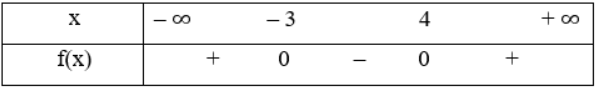 x – ∞ – 3 4 + ∞
f(x) + 0 – 0 +